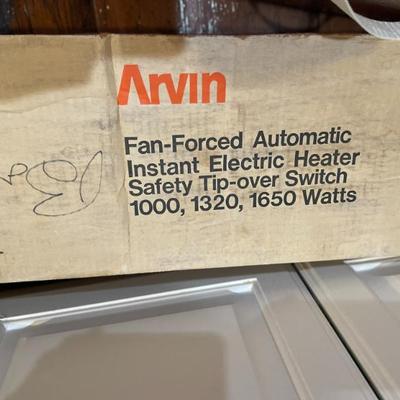 Arvin
Fan-Forced Automatic
Instant Electric Heater
Safety Tip-over Switch
1000, 1320, 1650 Watts